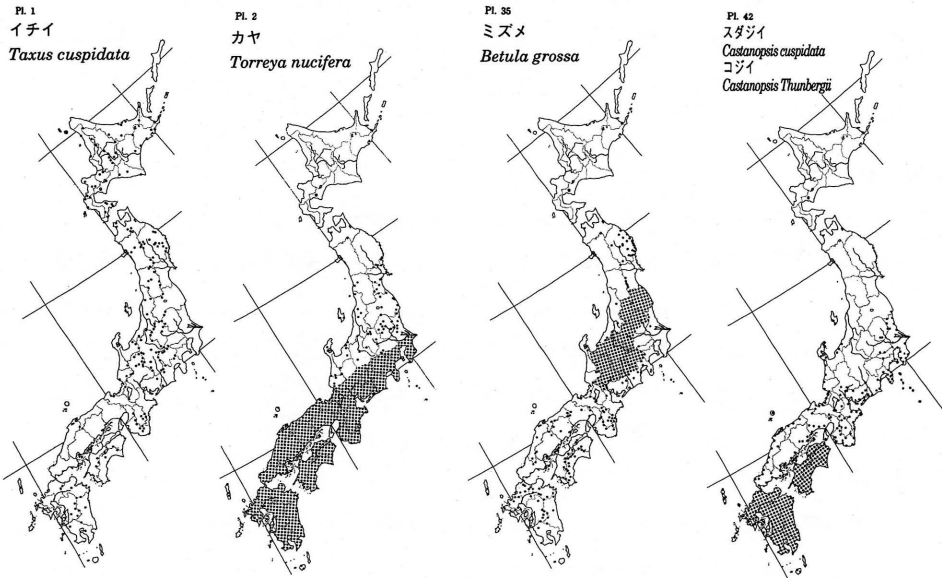 Pl. 1
イチイ
Taxus cuspidata
Pl. 2
カヤ
Torreya nucifera
Pl. 35
ミズメ
Betula grossa
Pl. 42
スダジイ
Castanopsis cuspidata
コジイ
Castanopsis Thunbergii